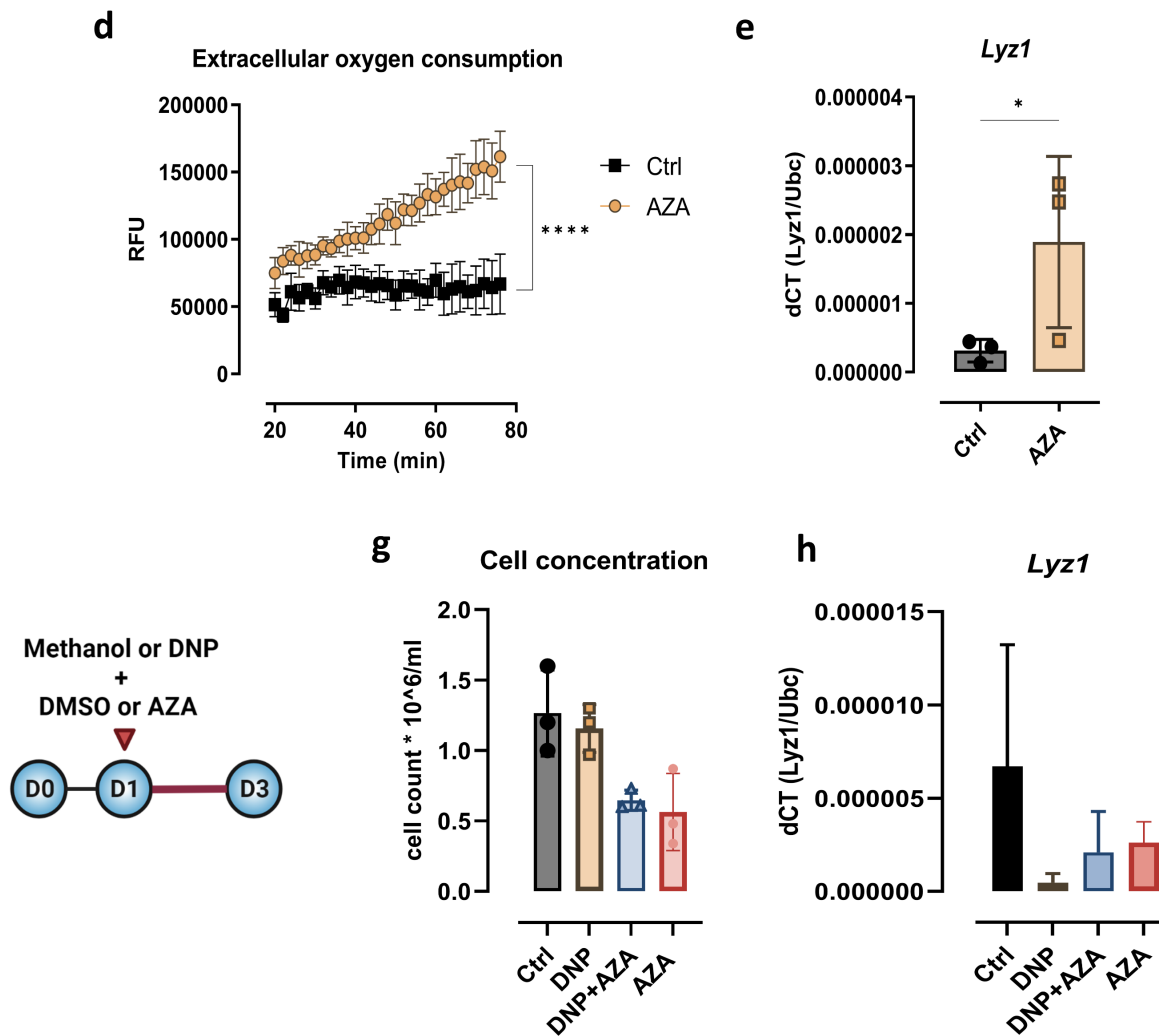 d
Extracellular oxygen consumption
200000
150000
100000
50000
0
RFU
20 40 60 80
Time (min)
Ctrl
AZA
****
e
Lyz1
0.000004
0.000003
0.000002
0.000001
0.000000
dCT (Lyz1/Ubc)
*
Ctrl
AZA
Methanol or DNP
+
DMSO or AZA
D0 D1 D3
g
Cell concentration
2.0
1.5
1.0
0.5
0.0
cell count * 10^6/ml
Ctrl
DNP
DNP+AZA
AZA
h
Lyz1
0.000015
0.000010
0.000005
0.000000
dCT (Lyz1/Ubc)
Ctrl
DNP
DNP+AZA
AZA